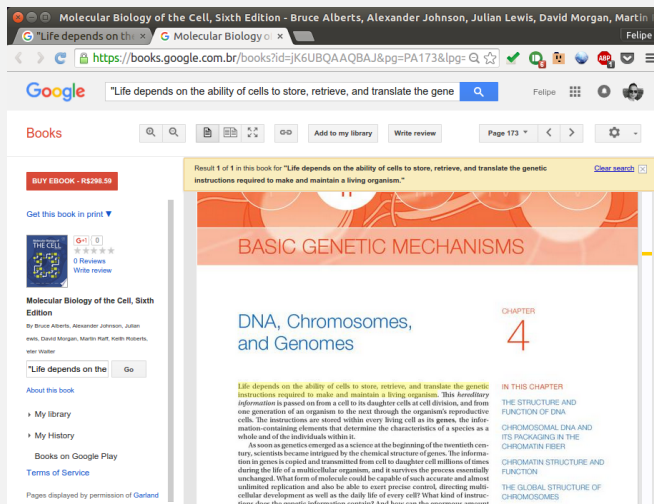 Molecular Biology of the Cell, Sixth Edition - Bruce Alberts, Alexander Johnson, Julian Lewis, David Morgan, Martin
"Life depends on th
Molecular Biology o
Felipe
https://books.google.com.br/books?id=jK6UBQAAQBAJ&pg=PA173&lpg=
ABP
Google
"Life depends on the ability of cells to store, retrieve, and translate the gene
Felipe
Books
Add to my library
Write review
Page 173
Result 1 of 1 in this book for "Life depends on the ability of cells to store, retrieve, and translate the genetic
instructions required to make and maintain a living organism."
Clear search
BUY EBOOK - R$298.59
Get this book in print ▼
THE CELL
G+1 0
0 Reviews
Write review
Molecular Biology of the Cell, Sixth
Edition
By Bruce Alberts, Alexander Johnson, Julian
ewis, David Morgan, Martin Raff, Keith Roberts,
eter Walter
"Life depends on the
Go
About this book
My library
My History
Books on Google Play
Terms of Service
Pages displayed by permission of Garland
BASIC GENETIC MECHANISMS
DNA, Chromosomes,
and Genomes
CHAPTER
4
Life depends on the ability of cells to store, retrieve, and translate the genetic
instructions required to make and maintain a living organism. This hereditary
information is passed on from a cell to its daughter cells at cell division, and from
one generation of an organism to the next through the organism's reproductive
cells. The instructions are stored within every living cell as its genes, the infor-
mation-containing elements that determine the characteristics of a species as a
whole and of the individuals within it.
As soon as genetics emerged as a science at the beginning of the twentieth cen-
tury, scientists became intrigued by the chemical structure of genes. The informa-
tion in genes is copied and transmitted from cell to daughter cell millions of times
during the life of a multicellular organism, and it survives the process essentially
unchanged. What form of molecule could be capable of such accurate and almost
unlimited replication and also be able to exert precise control, directing multi-
cellular development as well as the daily life of every cell? What kind of instruc-
tions does the genetic information contain? And how can the enormous amount
IN THIS CHAPTER
THE STRUCTURE AND
FUNCTION OF DNA
CHROMOSOMAL DNA AND
ITS PACKAGING IN THE
CHROMATIN FIBER
CHROMATIN STRUCTURE AND
FUNCTION
THE GLOBAL STRUCTURE OF
CHROMOSOMES